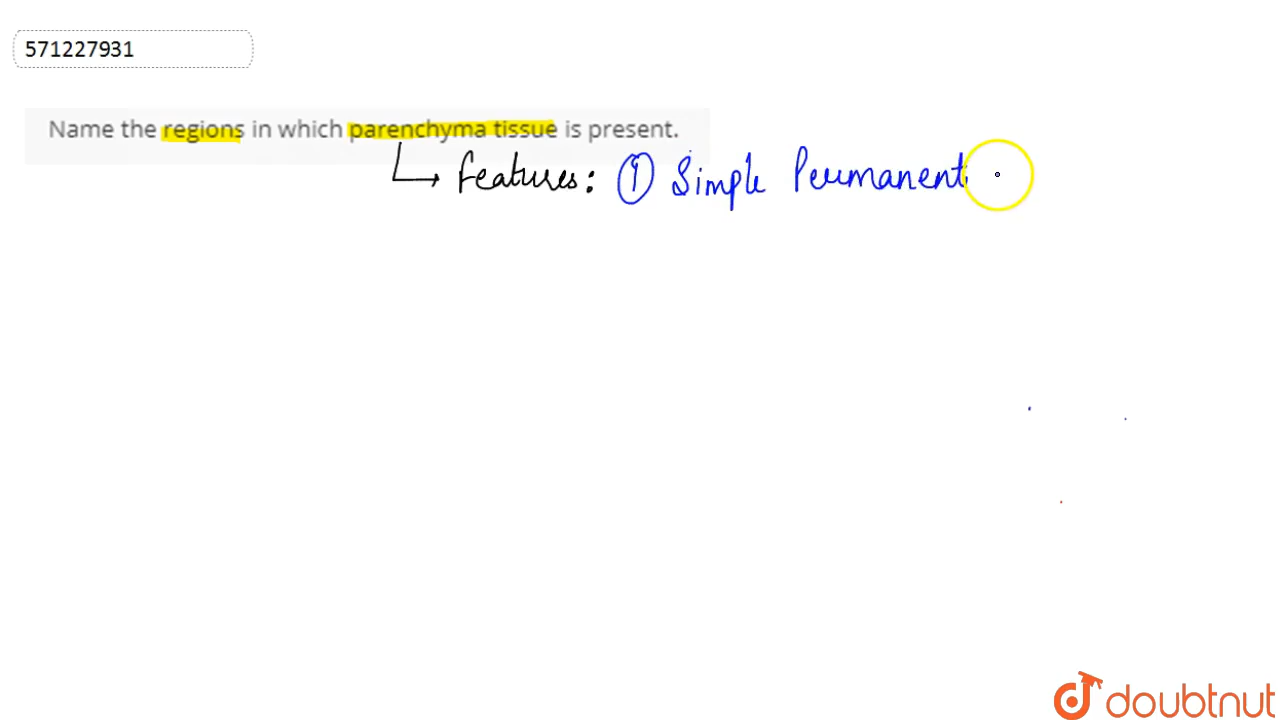 571227931
Name the regions in which parenchyma tissue is present.
Features: ① Simple Permanent
doubtnut